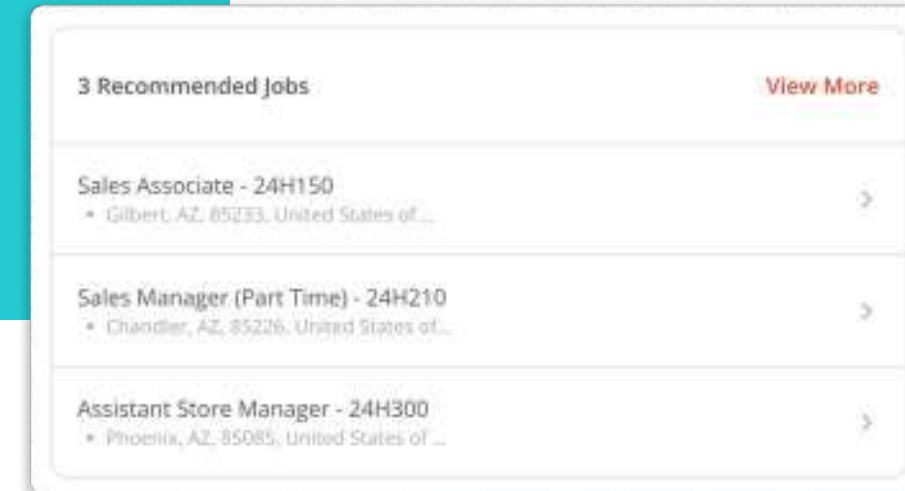 3 Recommended Jobs
View More
Sales Associate - 24H150
• Gilbert, AZ, 85233, United States of ...
Sales Manager (Part Time) - 24H210
• Chandler, AZ, 85226, United States of...
Assistant Store Manager - 24H300
• Phoenix, AZ, 85085, United States of ...